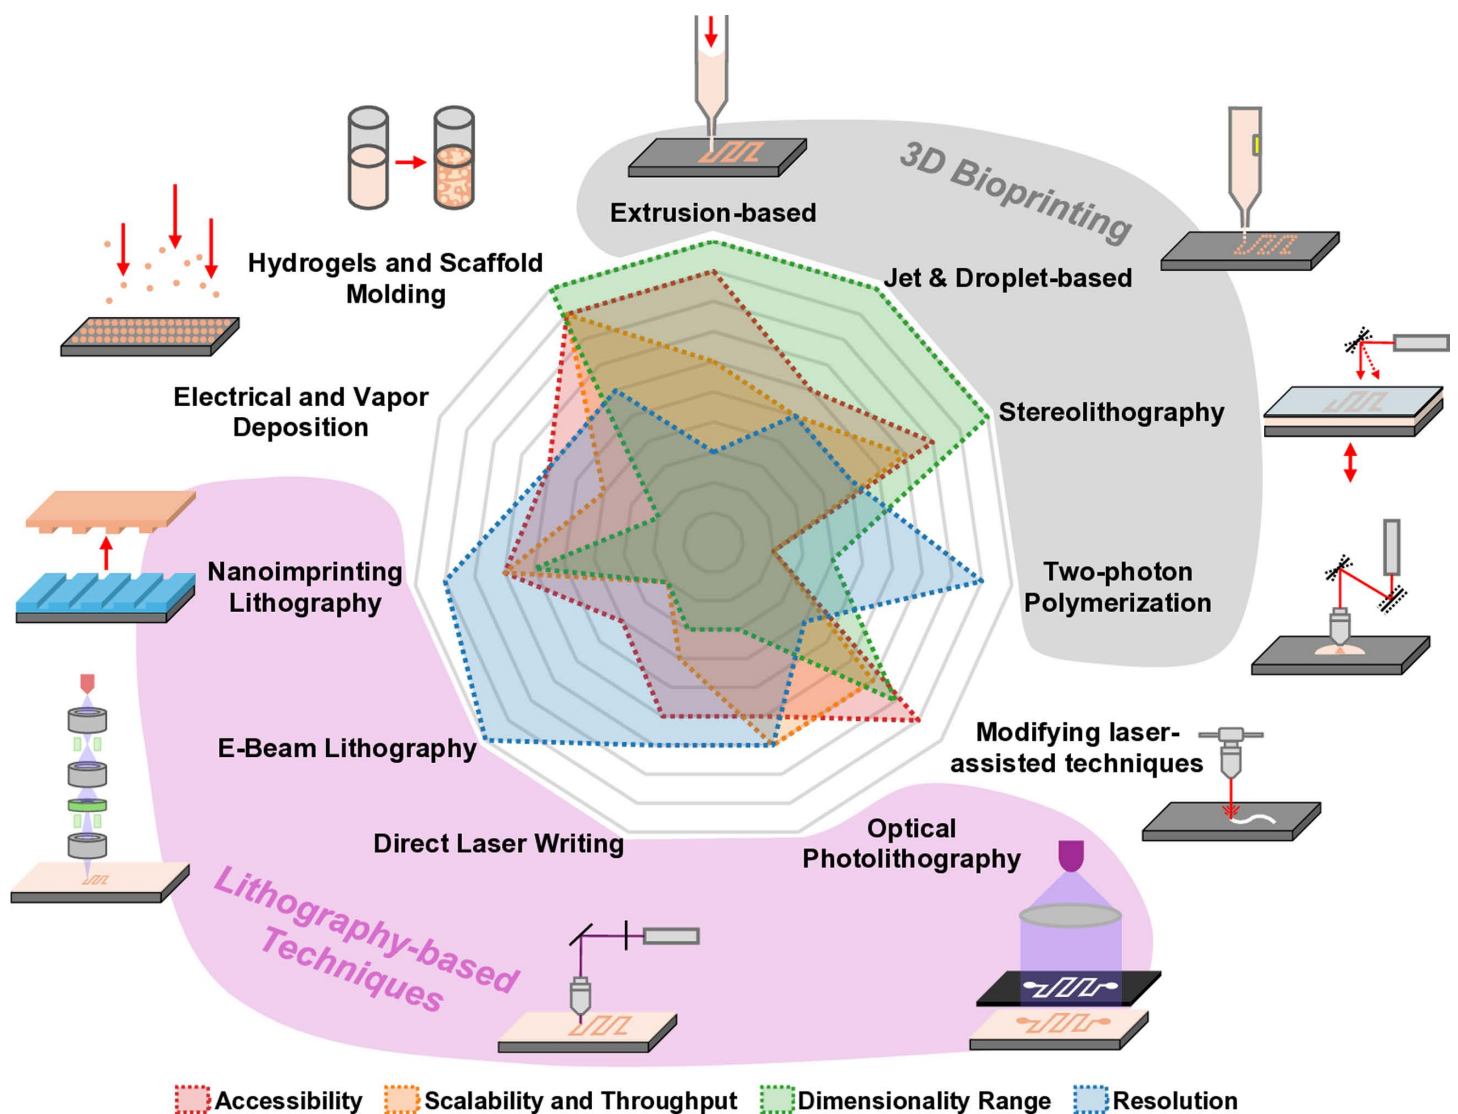 3D Bioprinting
Extrusion-based
Hydrogels and Scaffold
Molding
Jet & Droplet-based
Electrical and Vapor
Deposition
Stereolithography
Nanoimprinting
Lithography
Two-photon
Polymerization
E-Beam Lithography
Modifying laser-
assisted techniques
Direct Laser Writing
Optical
Photolithography
Lithography-based
Techniques
Accessibility
Scalability and Throughput
Dimensionality Range
Resolution